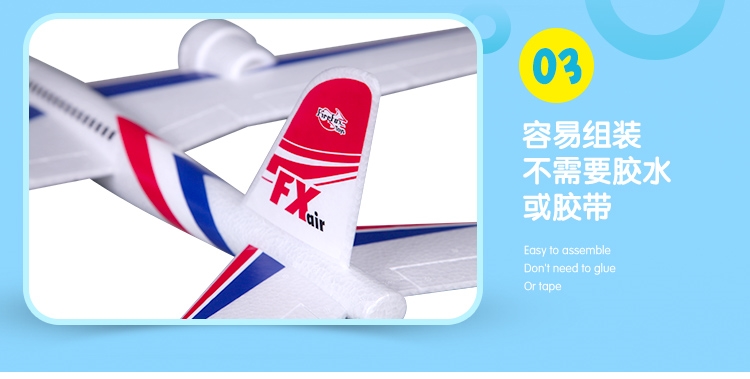 03
容易组装
不需要胶水
或胶带
Easy to assemble
Don't need to glue
Or tape
FX
air